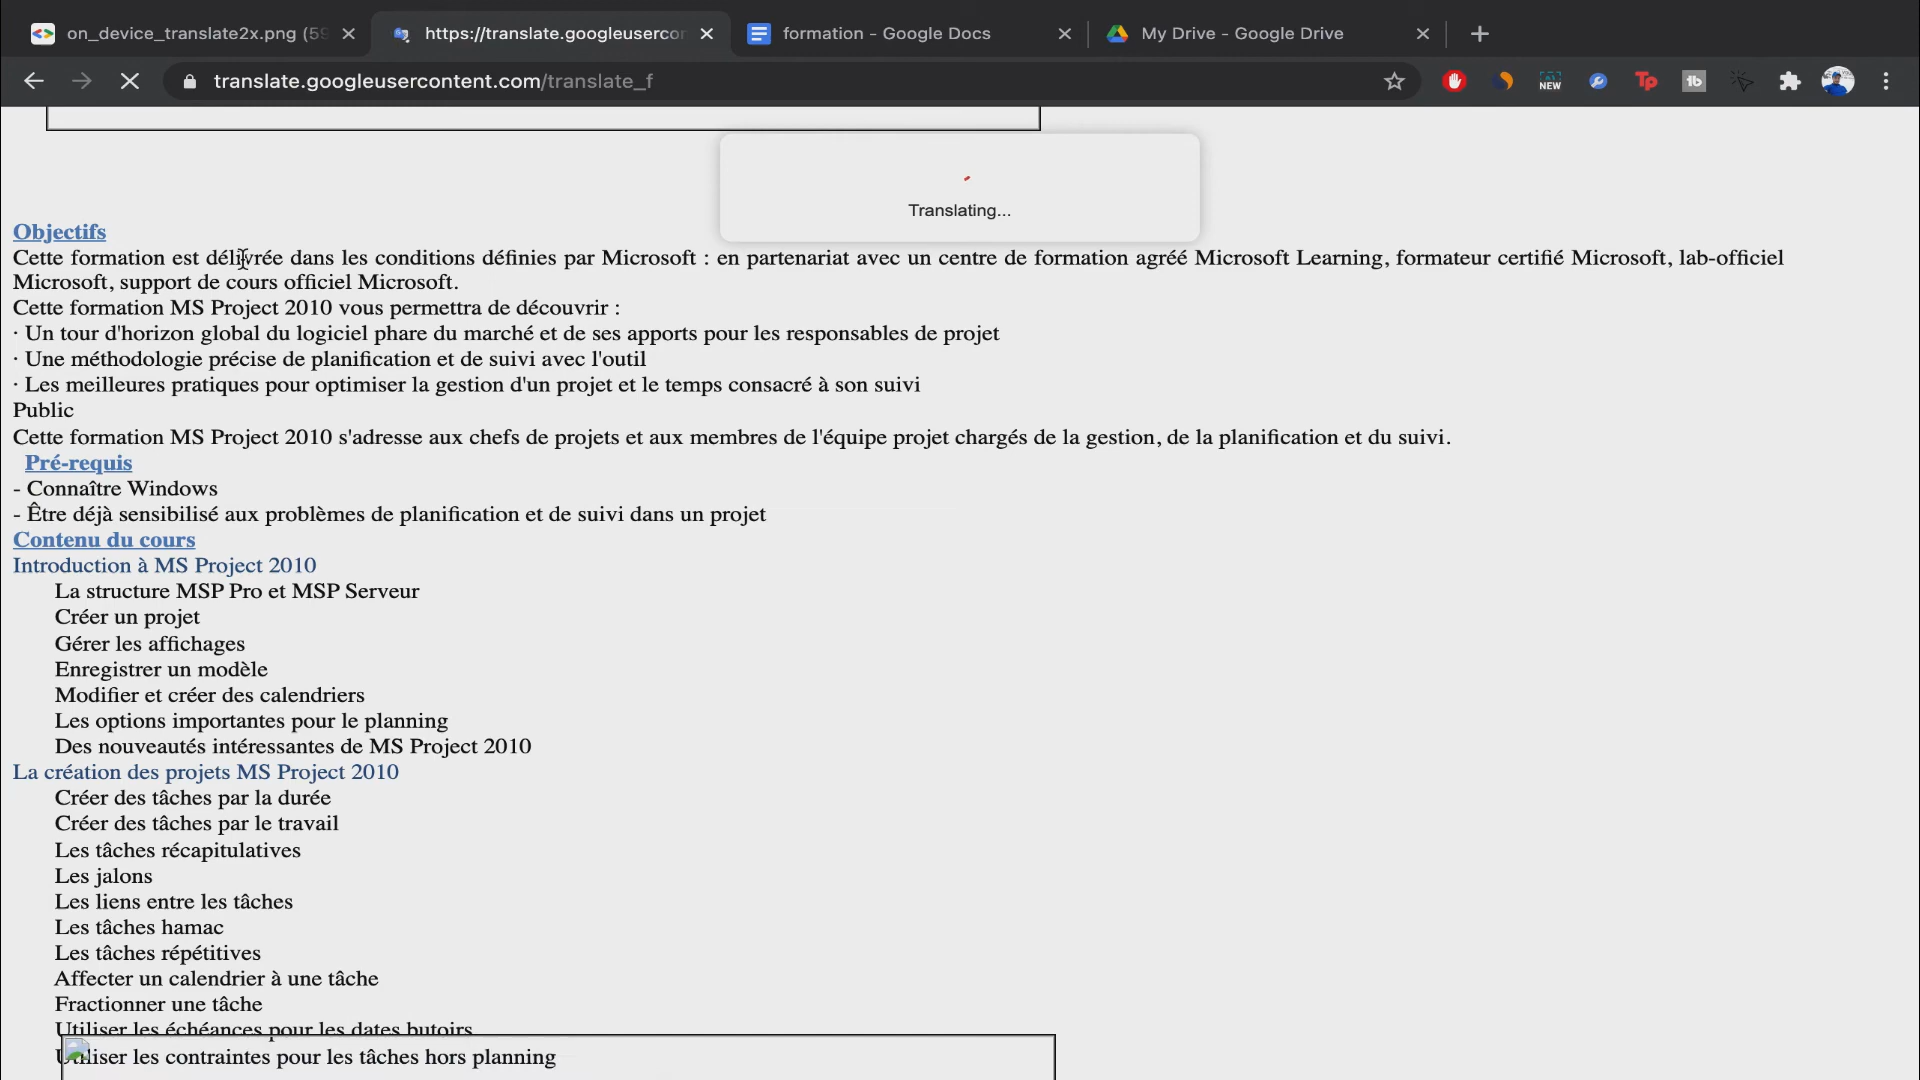 on_device_translate2x.png (59
https://translate.googleusercon
formation - Google Docs
My Drive - Google Drive
translate.googleusercontent.com/translate_f
NEW
Tp
tb
Translating...
Objectifs
Cette formation est délivrée dans les conditions définies par Microsoft : en partenariat avec un centre de formation agréé Microsoft Learning, formateur certifié Microsoft, lab-officiel
Microsoft, support de cours officiel Microsoft.
Cette formation MS Project 2010 vous permettra de découvrir :
· Un tour d'horizon global du logiciel phare du marché et de ses apports pour les responsables de projet
· Une méthodologie précise de planification et de suivi avec l'outil
· Les meilleures pratiques pour optimiser la gestion d'un projet et le temps consacré à son suivi
Public
Cette formation MS Project 2010 s'adresse aux chefs de projets et aux membres de l'équipe projet chargés de la gestion, de la planification et du suivi.
Pré-requis
- Connaître Windows
- Être déjà sensibilisé aux problèmes de planification et de suivi dans un projet
Contenu du cours
Introduction à MS Project 2010
La structure MSP Pro et MSP Serveur
Créer un projet
Gérer les affichages
Enregistrer un modèle
Modifier et créer des calendriers
Les options importantes pour le planning
Des nouveautés intéressantes de MS Project 2010
La création des projets MS Project 2010
Créer des tâches par la durée
Créer des tâches par le travail
Les tâches récapitulatives
Les jalons
Les liens entre les tâches
Les tâches hamac
Les tâches répétitives
Affecter un calendrier à une tâche
Fractionner une tâche
Utiliser les échéances pour les dates butoirs
Utiliser les contraintes pour les tâches hors planning